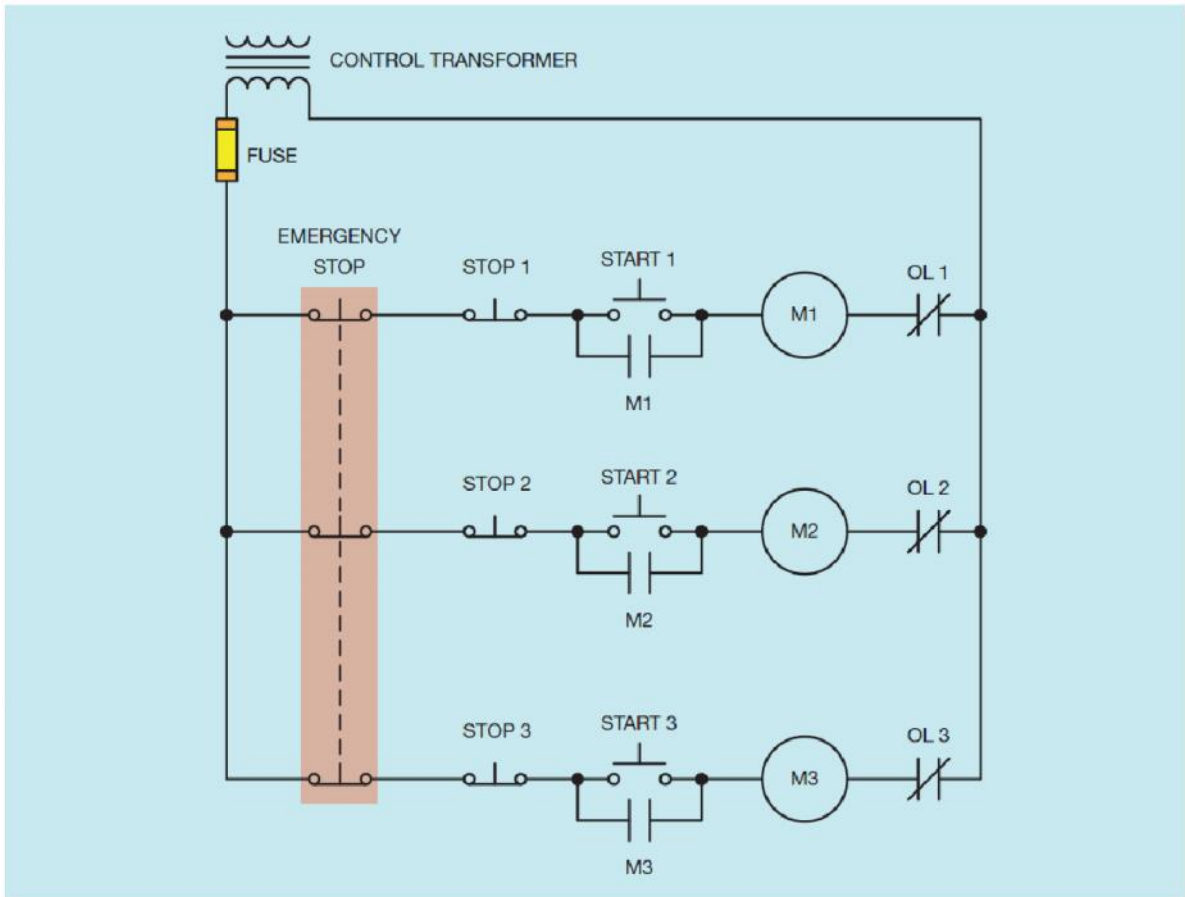 CONTROL TRANSFORMER
FUSE
EMERGENCY
STOP
STOP 1
START 1
OL 1
M1
M1
STOP 2
START 2
OL 2
M2
M2
STOP 3
START 3
OL 3
M3
M3